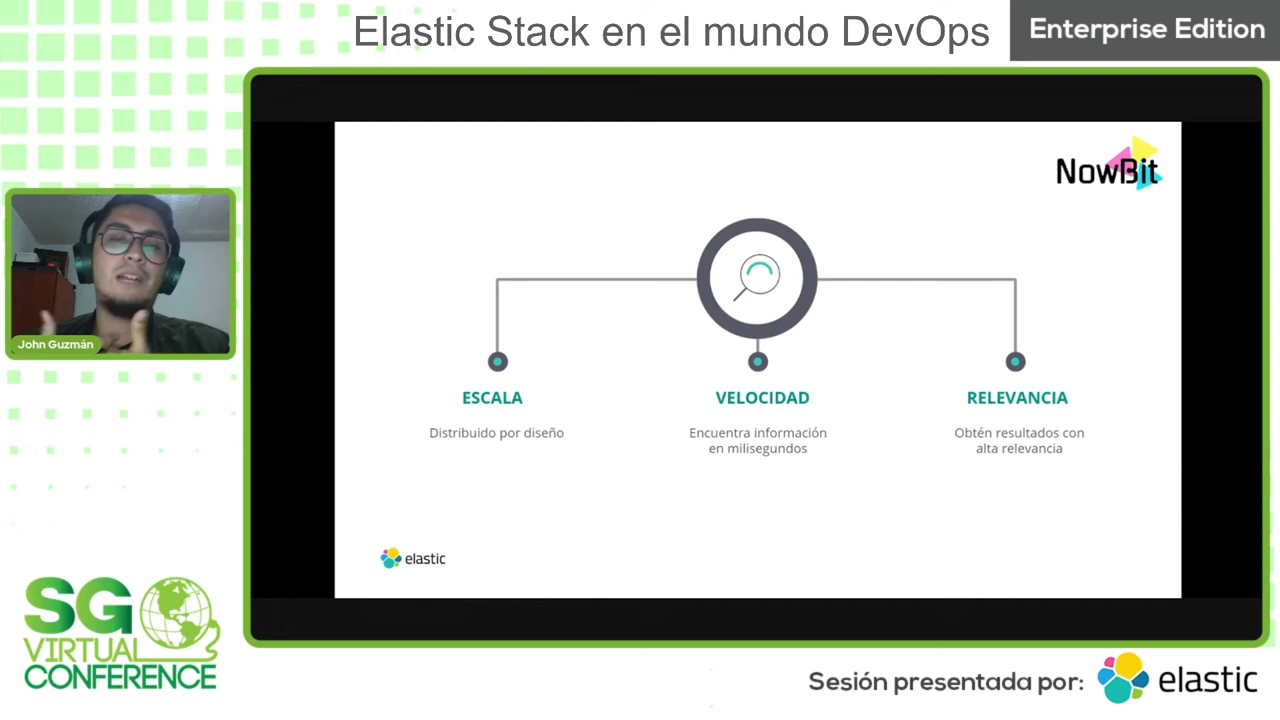 Elastic Stack en el mundo DevOps
Enterprise Edition
NowBit
John Guzmán
ESCALA
Distribuido por diseño
VELOCIDAD
Encuentra información
en milisegundos
RELEVANCIA
Obtén resultados con
alta relevancia
elastic
SG
VIRTUAL
CONFERENCE
Sesión presentada por:
elastic